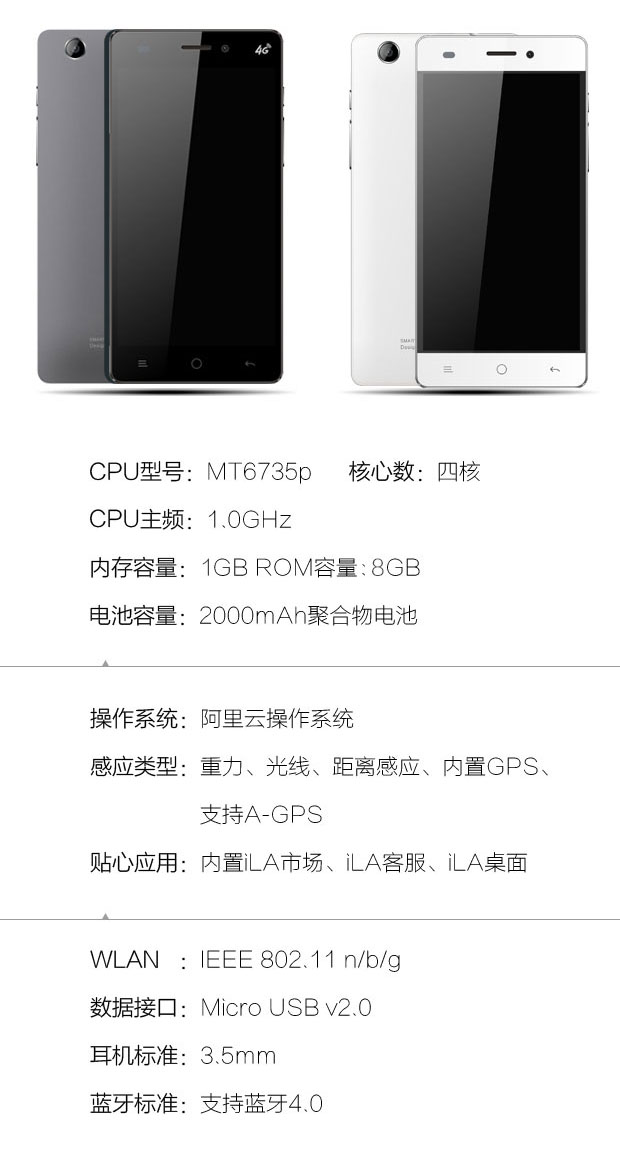 4G
SMART
Design
SMART
Design
CPU型号：MT6735p 核心数：四核
CPU主频：1.0GHz
内存容量：1GB ROM容量：8GB
电池容量：2000mAh聚合物电池
操作系统：阿里云操作系统
感应类型：重力、光线、距离感应、内置GPS、
支持A-GPS
贴心应用：内置iLA市场、iLA客服、iLA桌面
WLAN ：IEEE 802.11 n/b/g
数据接口：Micro USB v2.0
耳机标准：3.5mm
蓝牙标准：支持蓝牙4.0